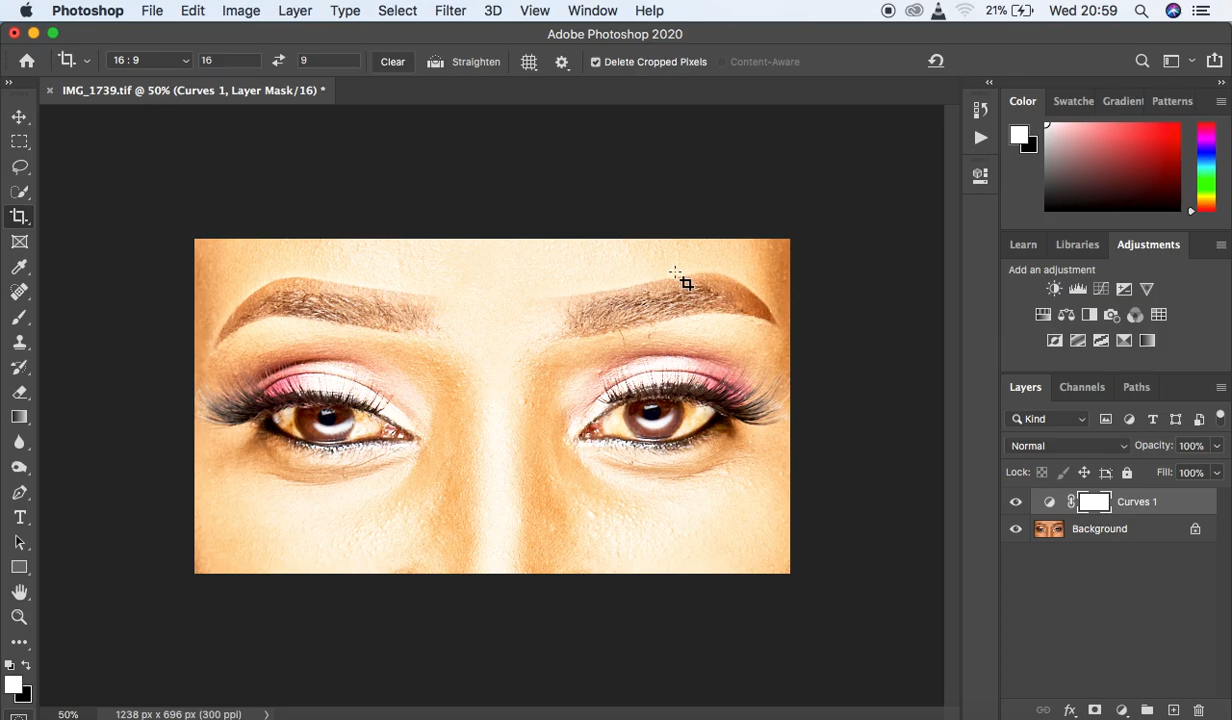 Photoshop File Edit Image Layer Type Select Filter 3D View Window Help 21% Wed 20:59
Adobe Photoshop 2020
16 : 9 16 9 Clear Straighten Delete Cropped Pixels Content-Aware
× IMG_1739.tif @ 50% (Curves 1, Layer Mask/16) *
Color Swatche Gradient Patterns
Learn Libraries Adjustments
Add an adjustment
Layers Channels Paths
Kind
Normal Opacity: 100%
Lock: Fill: 100%
Curves 1
Background
50% 1238 px x 696 px (300 ppi)